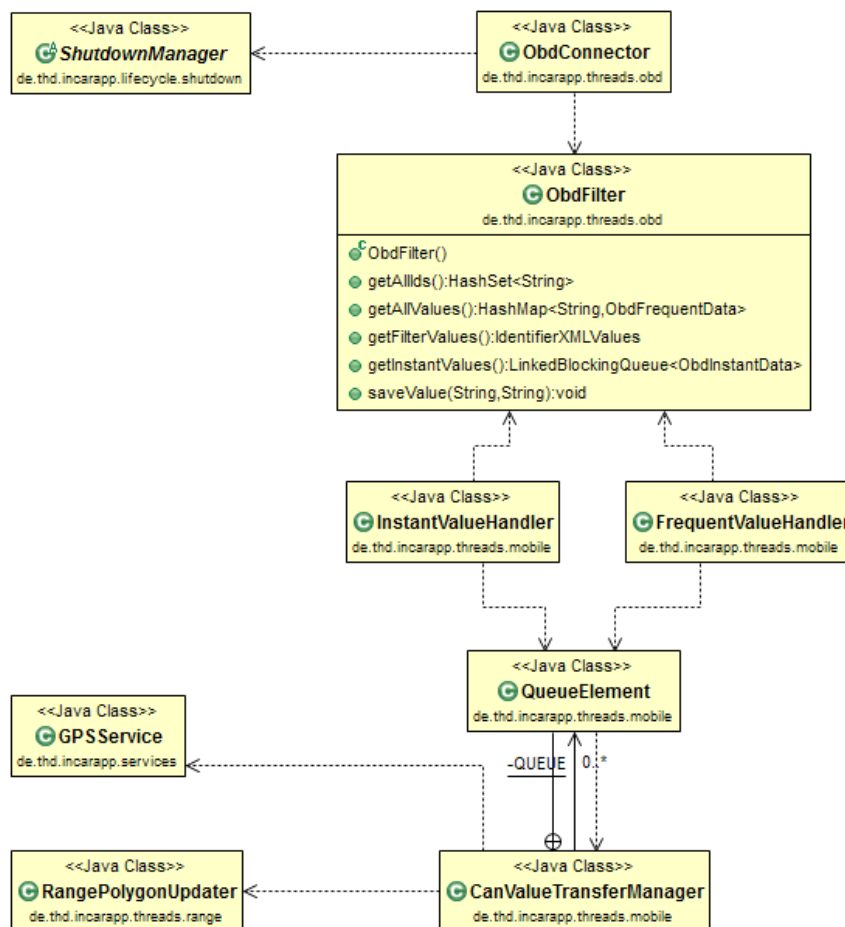 <<Java Class>>
ShutdownManager
de.thd.incarapp.lifecycle.shutdown
<<Java Class>>
ObdConnector
de.thd.incarapp.threads.obd
<<Java Class>>
ObdFilter
de.thd.incarapp.threads.obd
ObdFilter()
getAllIds():HashSet<String>
getAllValues():HashMap<String,ObdFrequentData>
getFilterValues():IdentifierXMLValues
getInstantValues():LinkedBlockingQueue<ObdInstantData>
saveValue(String,String):void
<<Java Class>>
InstantValueHandler
de.thd.incarapp.threads.mobile
<<Java Class>>
FrequentValueHandler
de.thd.incarapp.threads.mobile
<<Java Class>>
QueueElement
de.thd.incarapp.threads.mobile
<<Java Class>>
GPSService
de.thd.incarapp.services
-QUEUE 0..*
<<Java Class>>
RangePolygonUpdater
de.thd.incarapp.threads.range
<<Java Class>>
CanValueTransferManager
de.thd.incarapp.threads.mobile